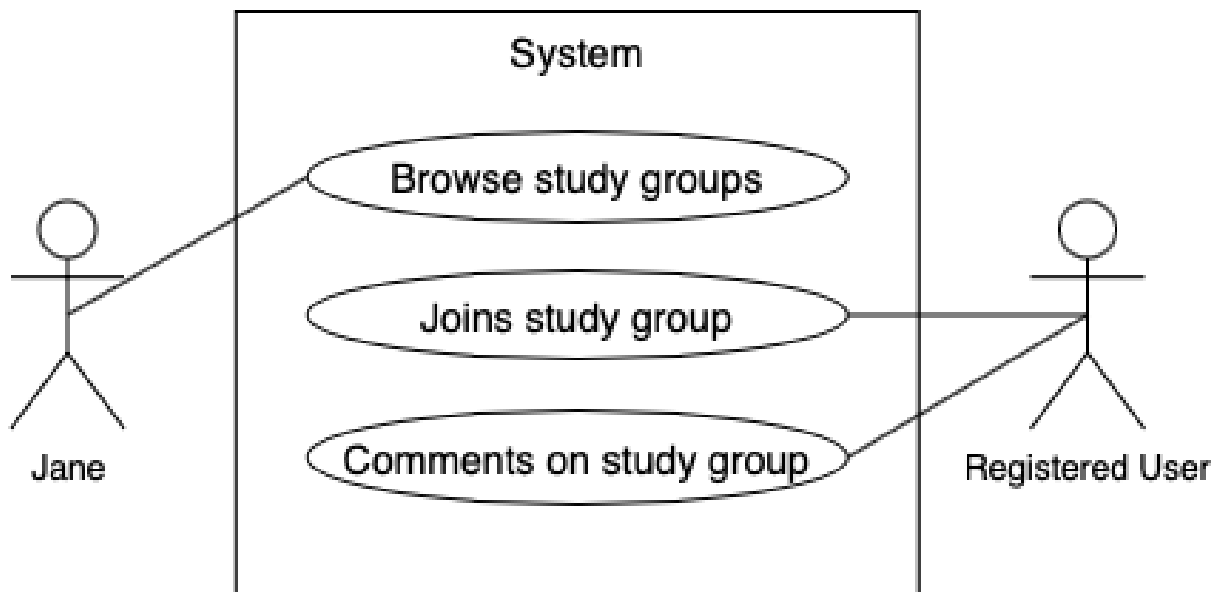 System
Browse study groups
Joins study group
Comments on study group
Jane
Registered User